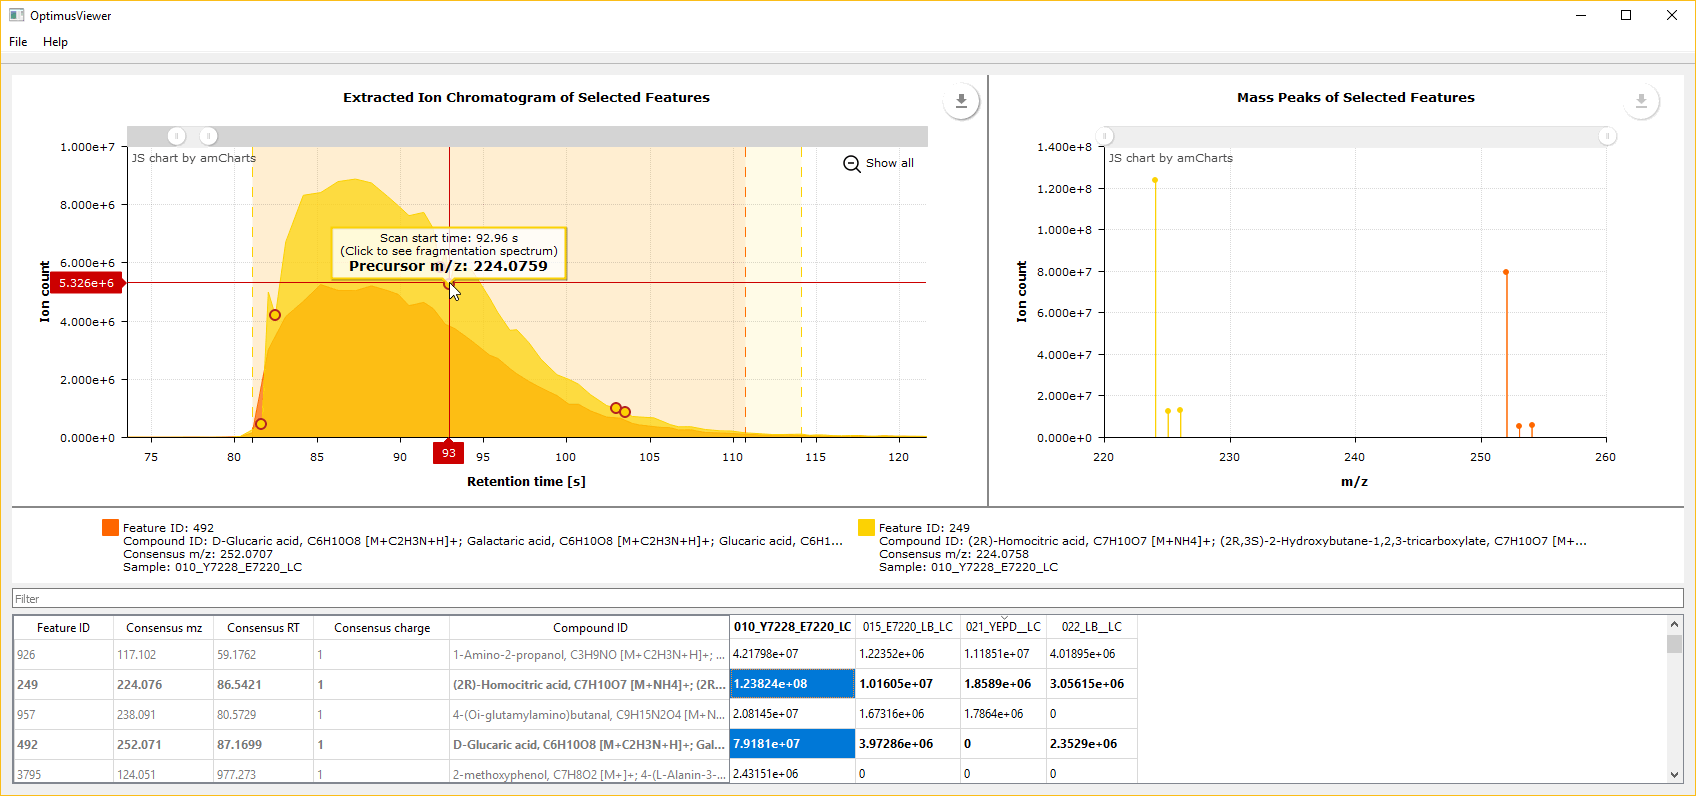 OptimusViewer
File Help
Extracted Ion Chromatogram of Selected Features
JS chart by amCharts
Show all
1.000e+7
8.000e+6
6.000e+6
4.000e+6
2.000e+6
0.000e+0
Ion count
5.326e+6
Scan start time: 92.96 s
(Click to see fragmentation spectrum)
Precursor m/z: 224.0759
75 80 85 90 93 95 100 105 110 115 120
Retention time [s]
Mass Peaks of Selected Features
JS chart by amCharts
1.400e+8
1.200e+8
1.000e+8
8.000e+7
6.000e+7
4.000e+7
2.000e+7
0.000e+0
Ion count
220 230 240 250 260
m/z
Feature ID: 492
Compound ID: D-Glucaric acid, C6H10O8 [M+C2H3N+H]+; Galactaric acid, C6H10O8 [M+C2H3N+H]+; Glucaric acid, C6H1...
Consensus m/z: 252.0707
Sample: 010_Y7228_E7220_LC
Feature ID: 249
Compound ID: (2R)-Homocitric acid, C7H10O7 [M+NH4]+; (2R,3S)-2-Hydroxybutane-1,2,3-tricarboxylate, C7H10O7 [M+...
Consensus m/z: 224.0758
Sample: 010_Y7228_E7220_LC
Filter
Feature ID Consensus mz Consensus RT Consensus charge Compound ID 010_Y7228_E7220_LC 015_E7220_LB_LC 021_YEPD__LC 022_LB__LC
926 117.102 59.1762 1 1-Amino-2-propanol, C3H9NO [M+C2H3N+H]+; ... 4.21798e+07 1.22352e+06 1.11851e+07 4.01895e+06
249 224.076 86.5421 1 (2R)-Homocitric acid, C7H10O7 [M+NH4]+; (2R... 1.23824e+08 1.01605e+07 1.8589e+06 3.05615e+06
957 238.091 80.5729 1 4-(Oi-glutamylamino)butanal, C9H15N2O4 [M+N... 2.08145e+07 1.67316e+06 1.7864e+06 0
492 252.071 87.1699 1 D-Glucaric acid, C6H10O8 [M+C2H3N+H]+; Gal... 7.9181e+07 3.97286e+06 0 2.3529e+06
3795 124.051 977.273 1 2-methoxyphenol, C7H8O2 [M+]+; 4-(L-Alanin-3-... 2.43151e+06 0 0 0